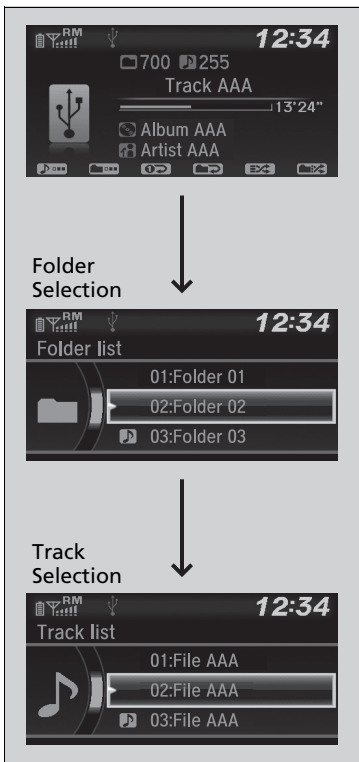 RM
12:34
700 255
Track AAA
13'24"
Album AAA
Artist AAA
Folder
Selection
RM
12:34
Folder list
01:Folder 01
02:Folder 02
03:Folder 03
Track
Selection
RM
12:34
Track list
01:File AAA
02:File AAA
03:File AAA